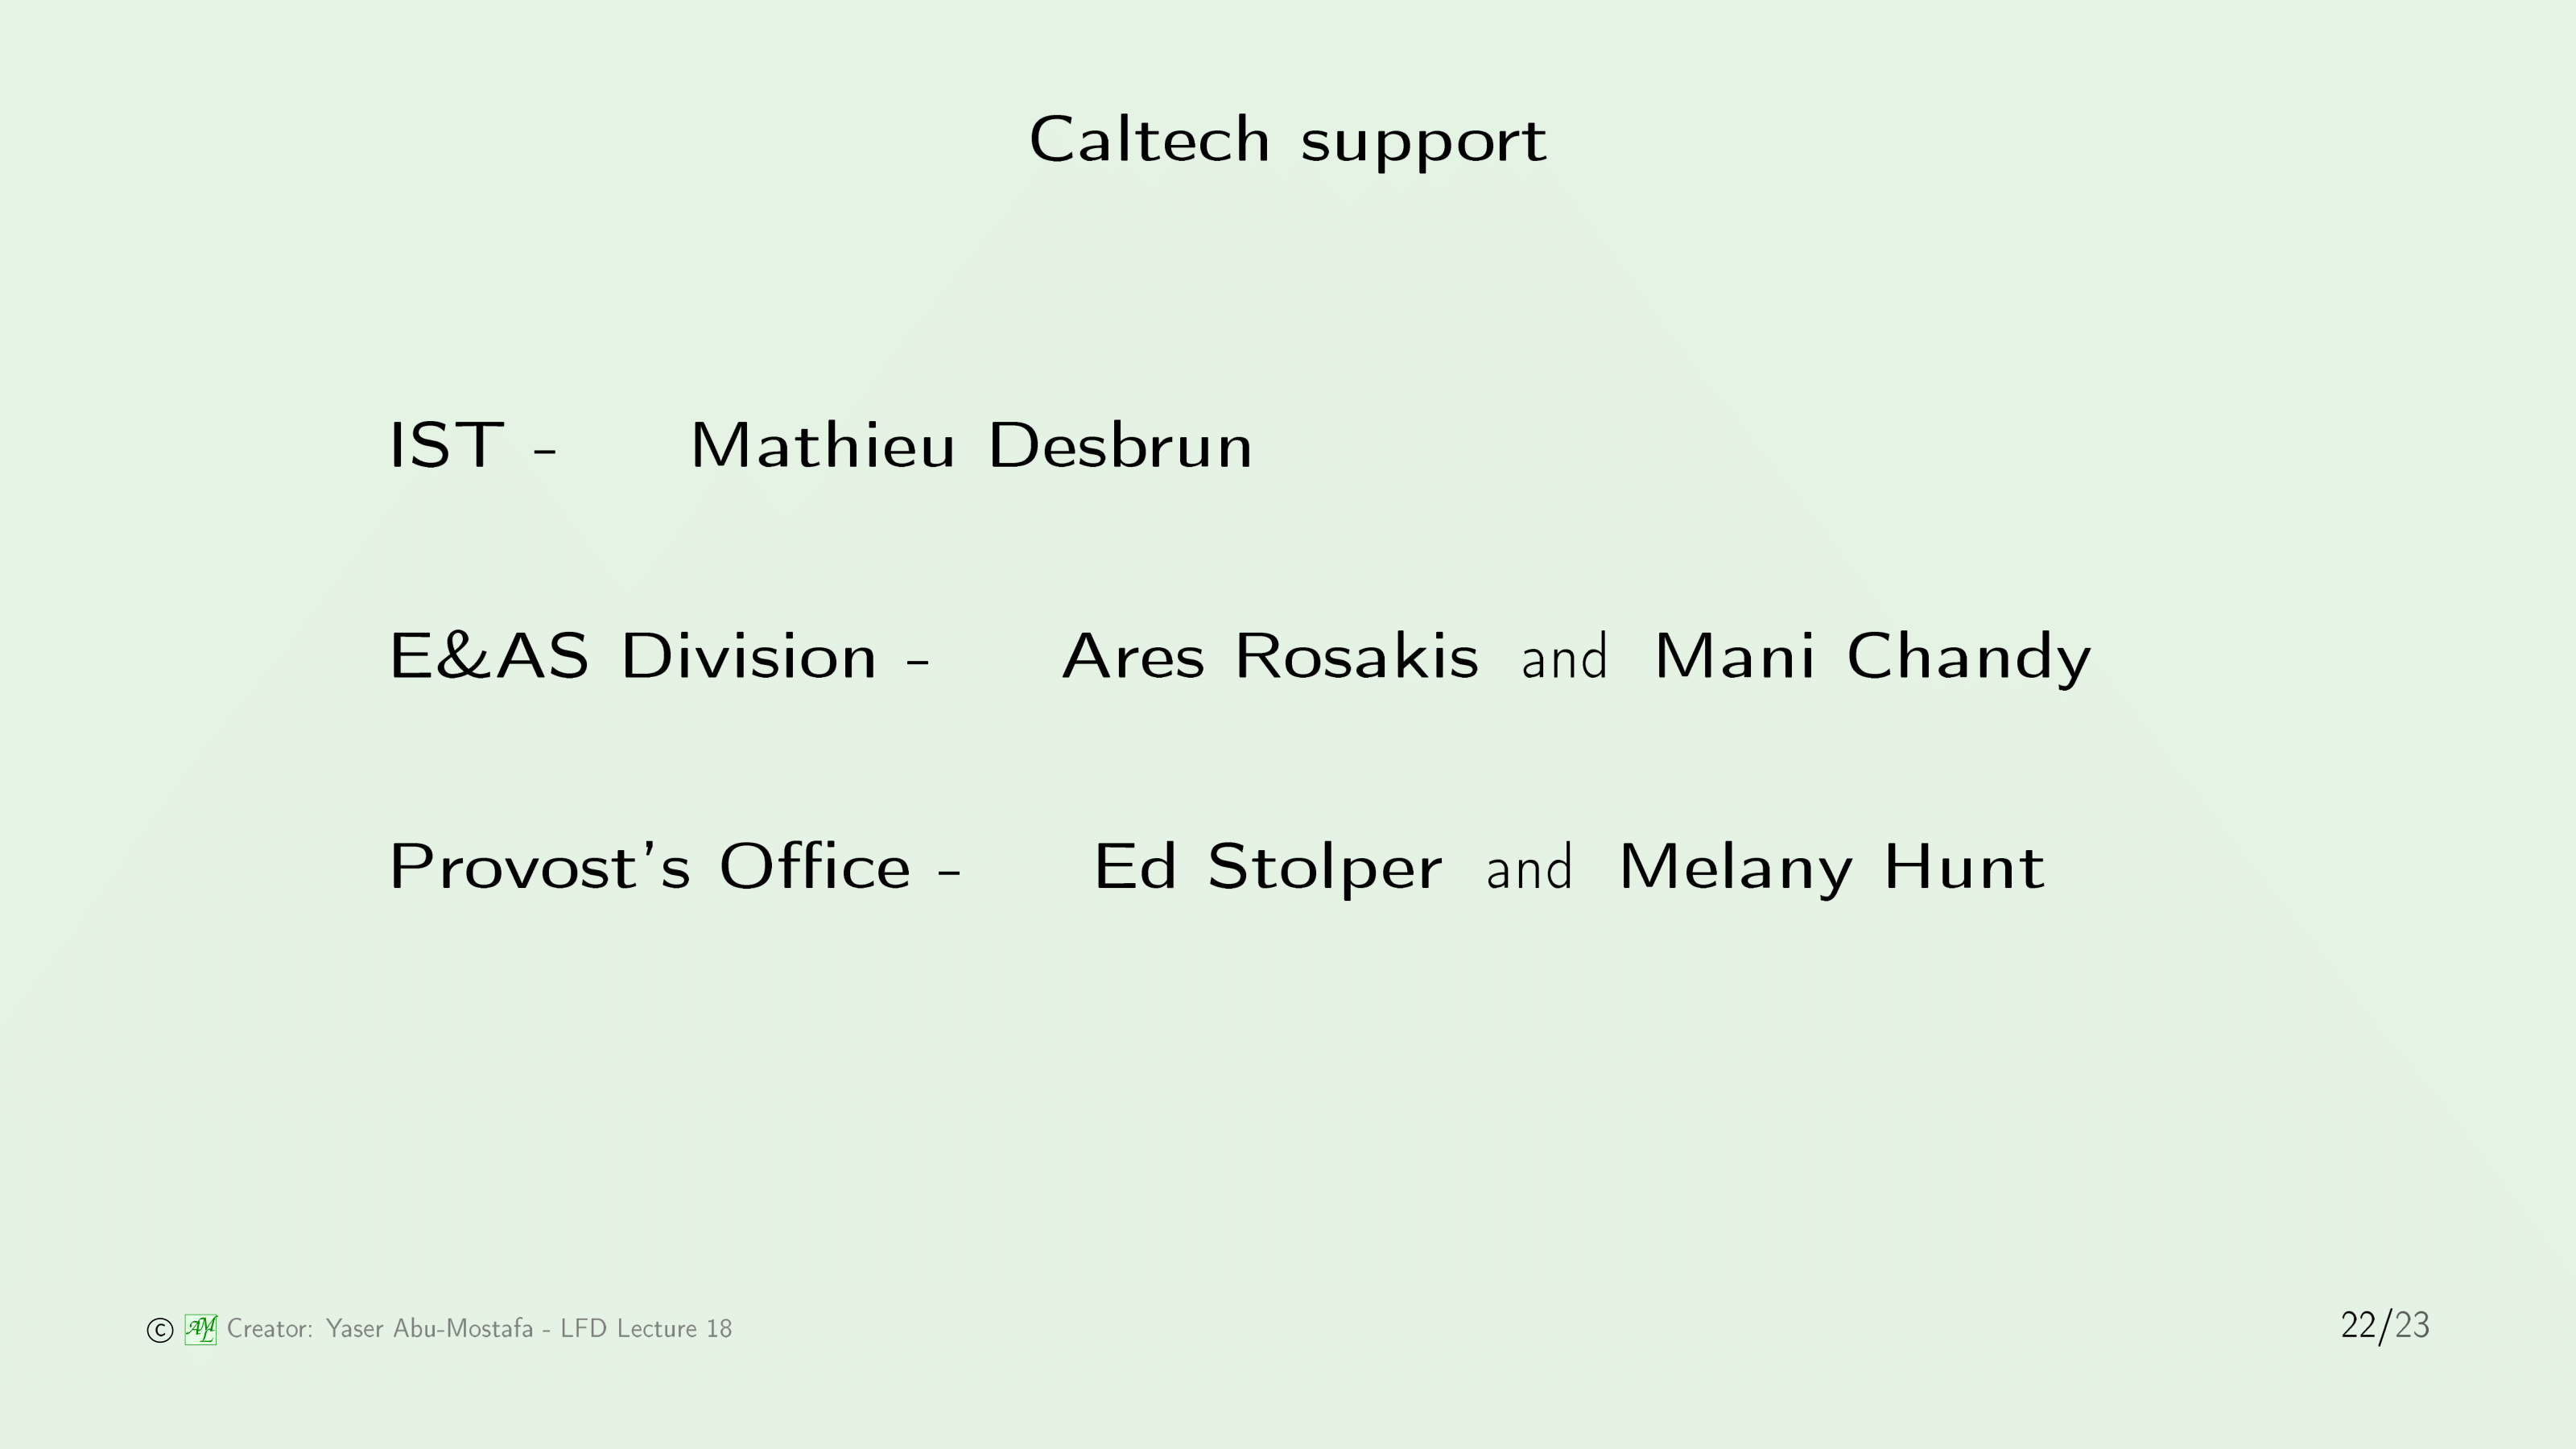 Caltech support
IST - Mathieu Desbrun
E&AS Division - Ares Rosakis and Mani Chandy
Provost's Office - Ed Stolper and Melany Hunt
© AML Creator: Yaser Abu-Mostafa - LFD Lecture 18
22/23